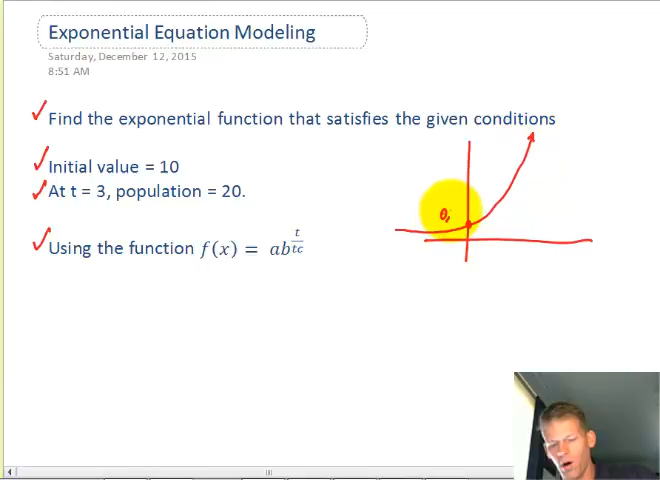 Exponential Equation Modeling
Saturday, December 12, 2015
8:51 AM
Find the exponential function that satisfies the given conditions
Initial value = 10
At t = 3, population = 20.
0,
Using the function f(x) = ab^(t/tc)